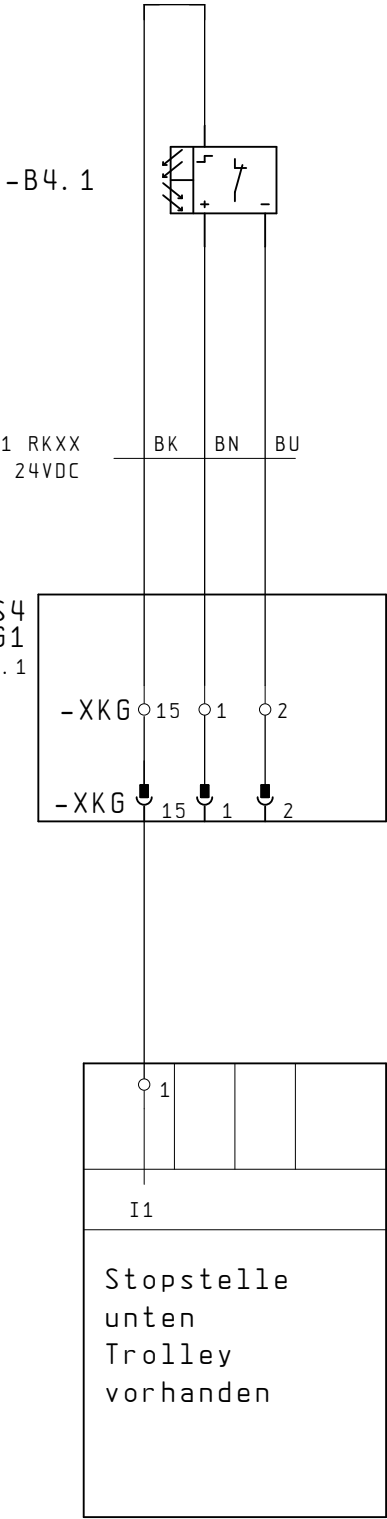 -B4.1
+ -
1 RKXX BK BN BU
24VDC
S4
G1
.1
-XKG 15 1 2
-XKG 15 1 2
1
I1
Stopstelle
unten
Trolley
vorhanden